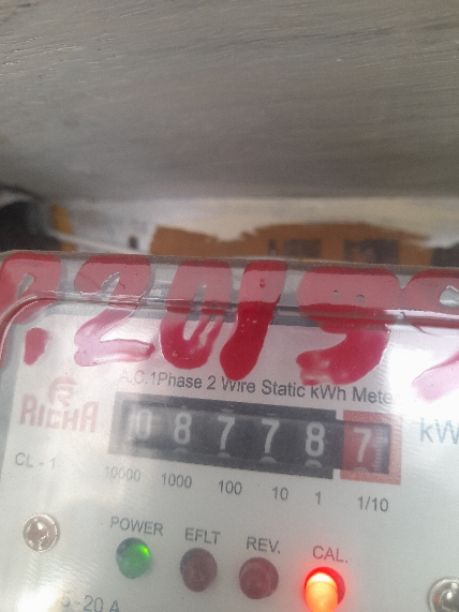 .20199
A.C.1Phase 2 Wire Static kWh Mete
RICHA
087787
kW
CL - 1
10000 1000 100 10 1 1/10
POWER EFLT REV. CAL.
-20 A